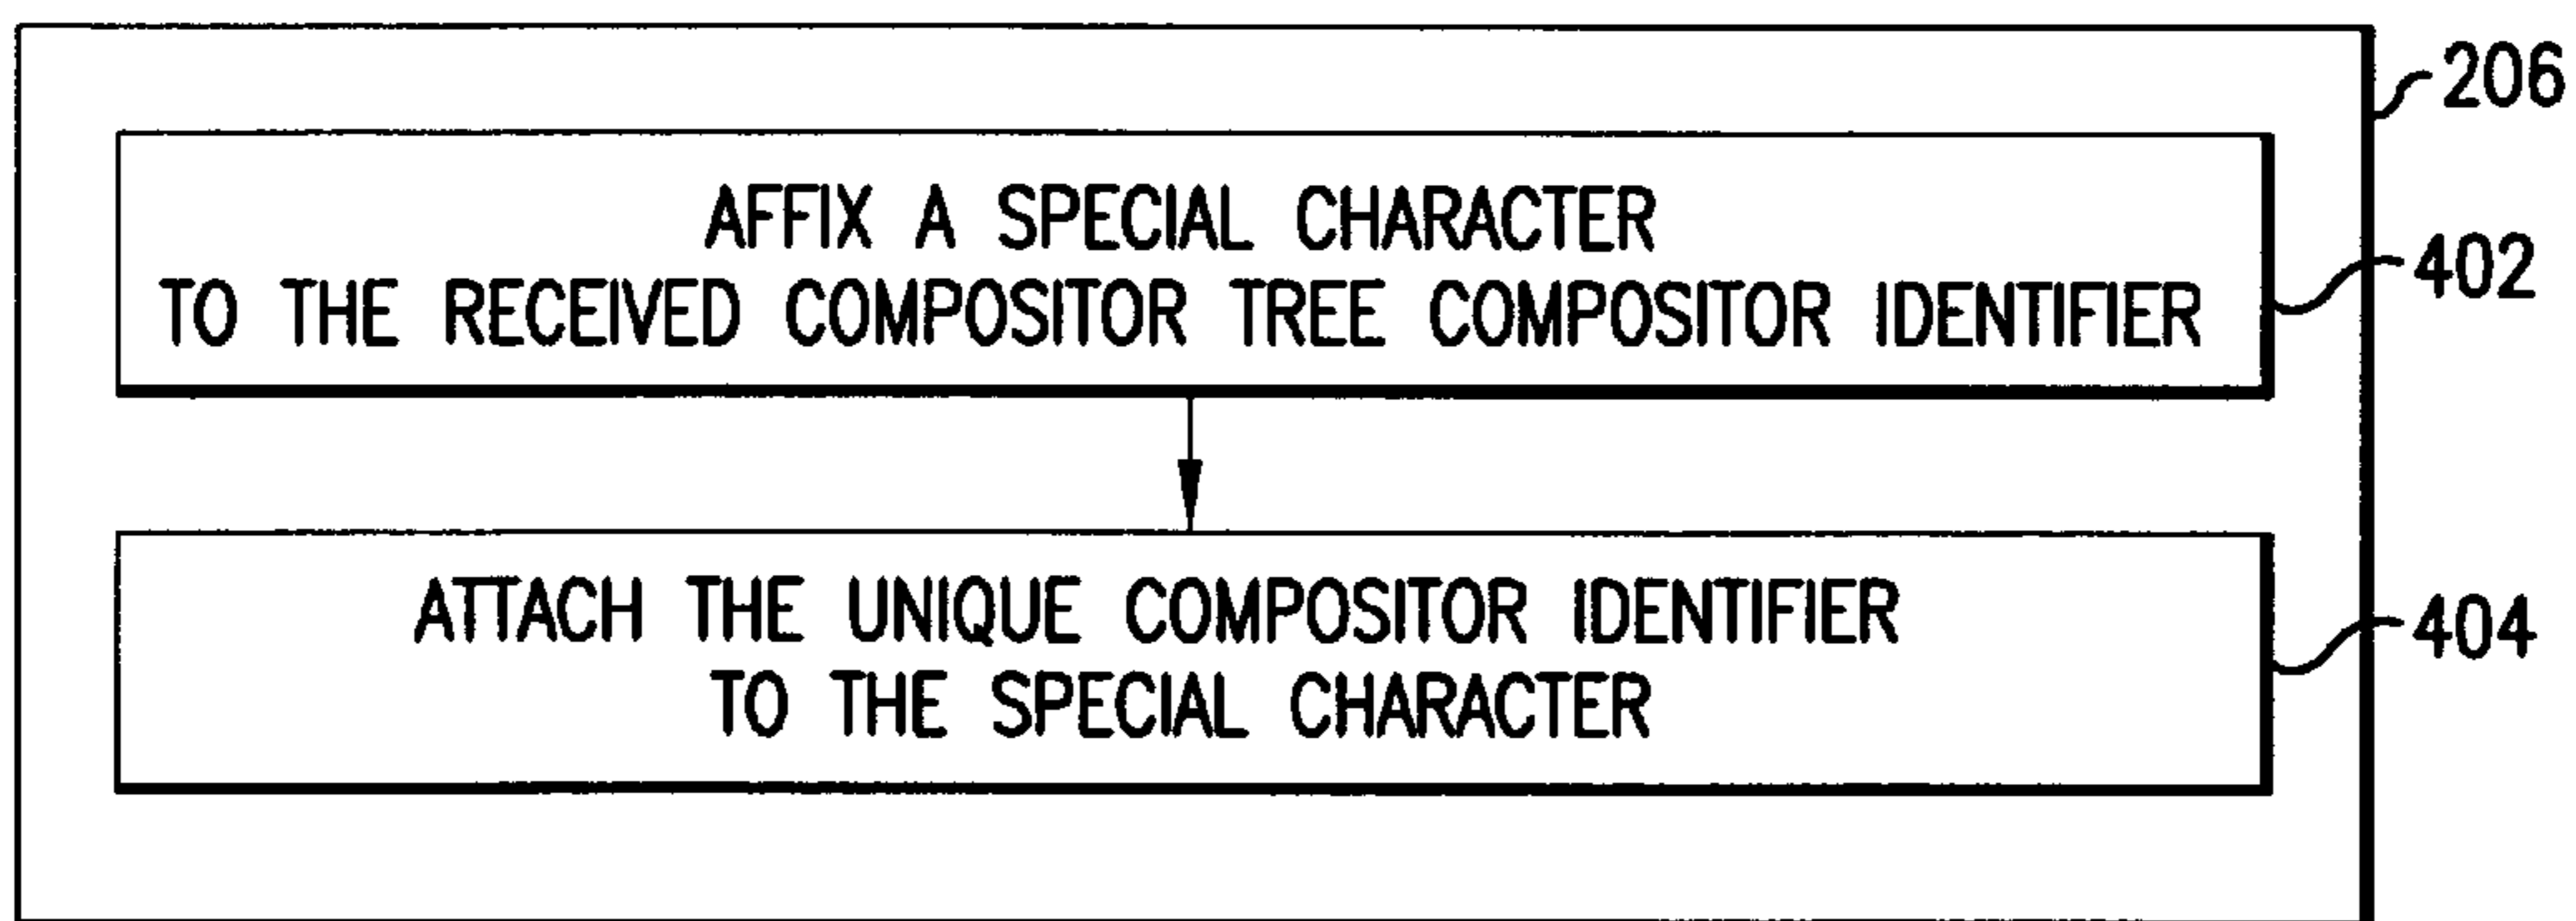 206
AFFIX A SPECIAL CHARACTER
TO THE RECEIVED COMPOSITOR TREE COMPOSITOR IDENTIFIER
402
ATTACH THE UNIQUE COMPOSITOR IDENTIFIER
TO THE SPECIAL CHARACTER
404